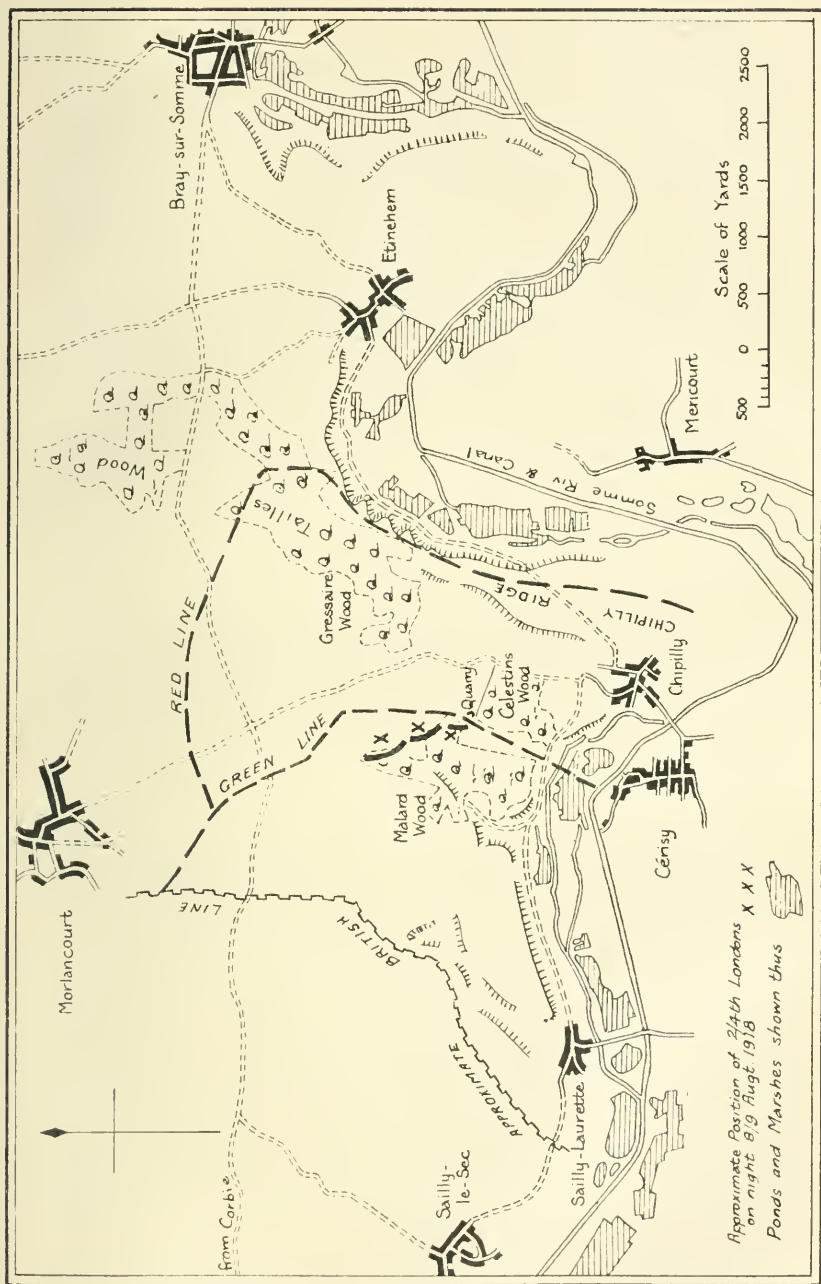 Morlancourt
Bray-sur-Somme
from Corbie
RED LINE
Wood
Tailles
GREEN LINE
Etinehem
BRITISH
LINE
Gressaire
Wood
Sailly-
le-Sec
APPROXIMATE
Malard
Wood
X
X
Quarry
Celestins
Wood
CHIPILLY
RIDGE
Somme Riv & Canal
Sailly-Laurette
Chipilly
Cérisy
Mericourt
Scale of Yards
500 0 500 1000 1500 2000 2500
Approximate Position of 2/4th Londons
on night 8/9 Augt. 1918 X X X
Ponds and Marshes shown thus